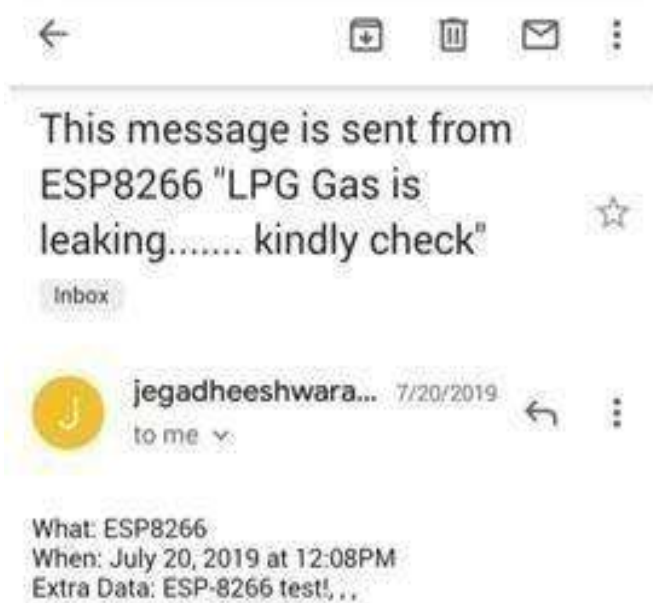 This message is sent from
ESP8266 "LPG Gas is
leaking....... kindly check"
Inbox
J
jegadheeshwara... 7/20/2019
to me
What: ESP8266
When: July 20, 2019 at 12:08PM
Extra Data: ESP-8266 test!, , ,